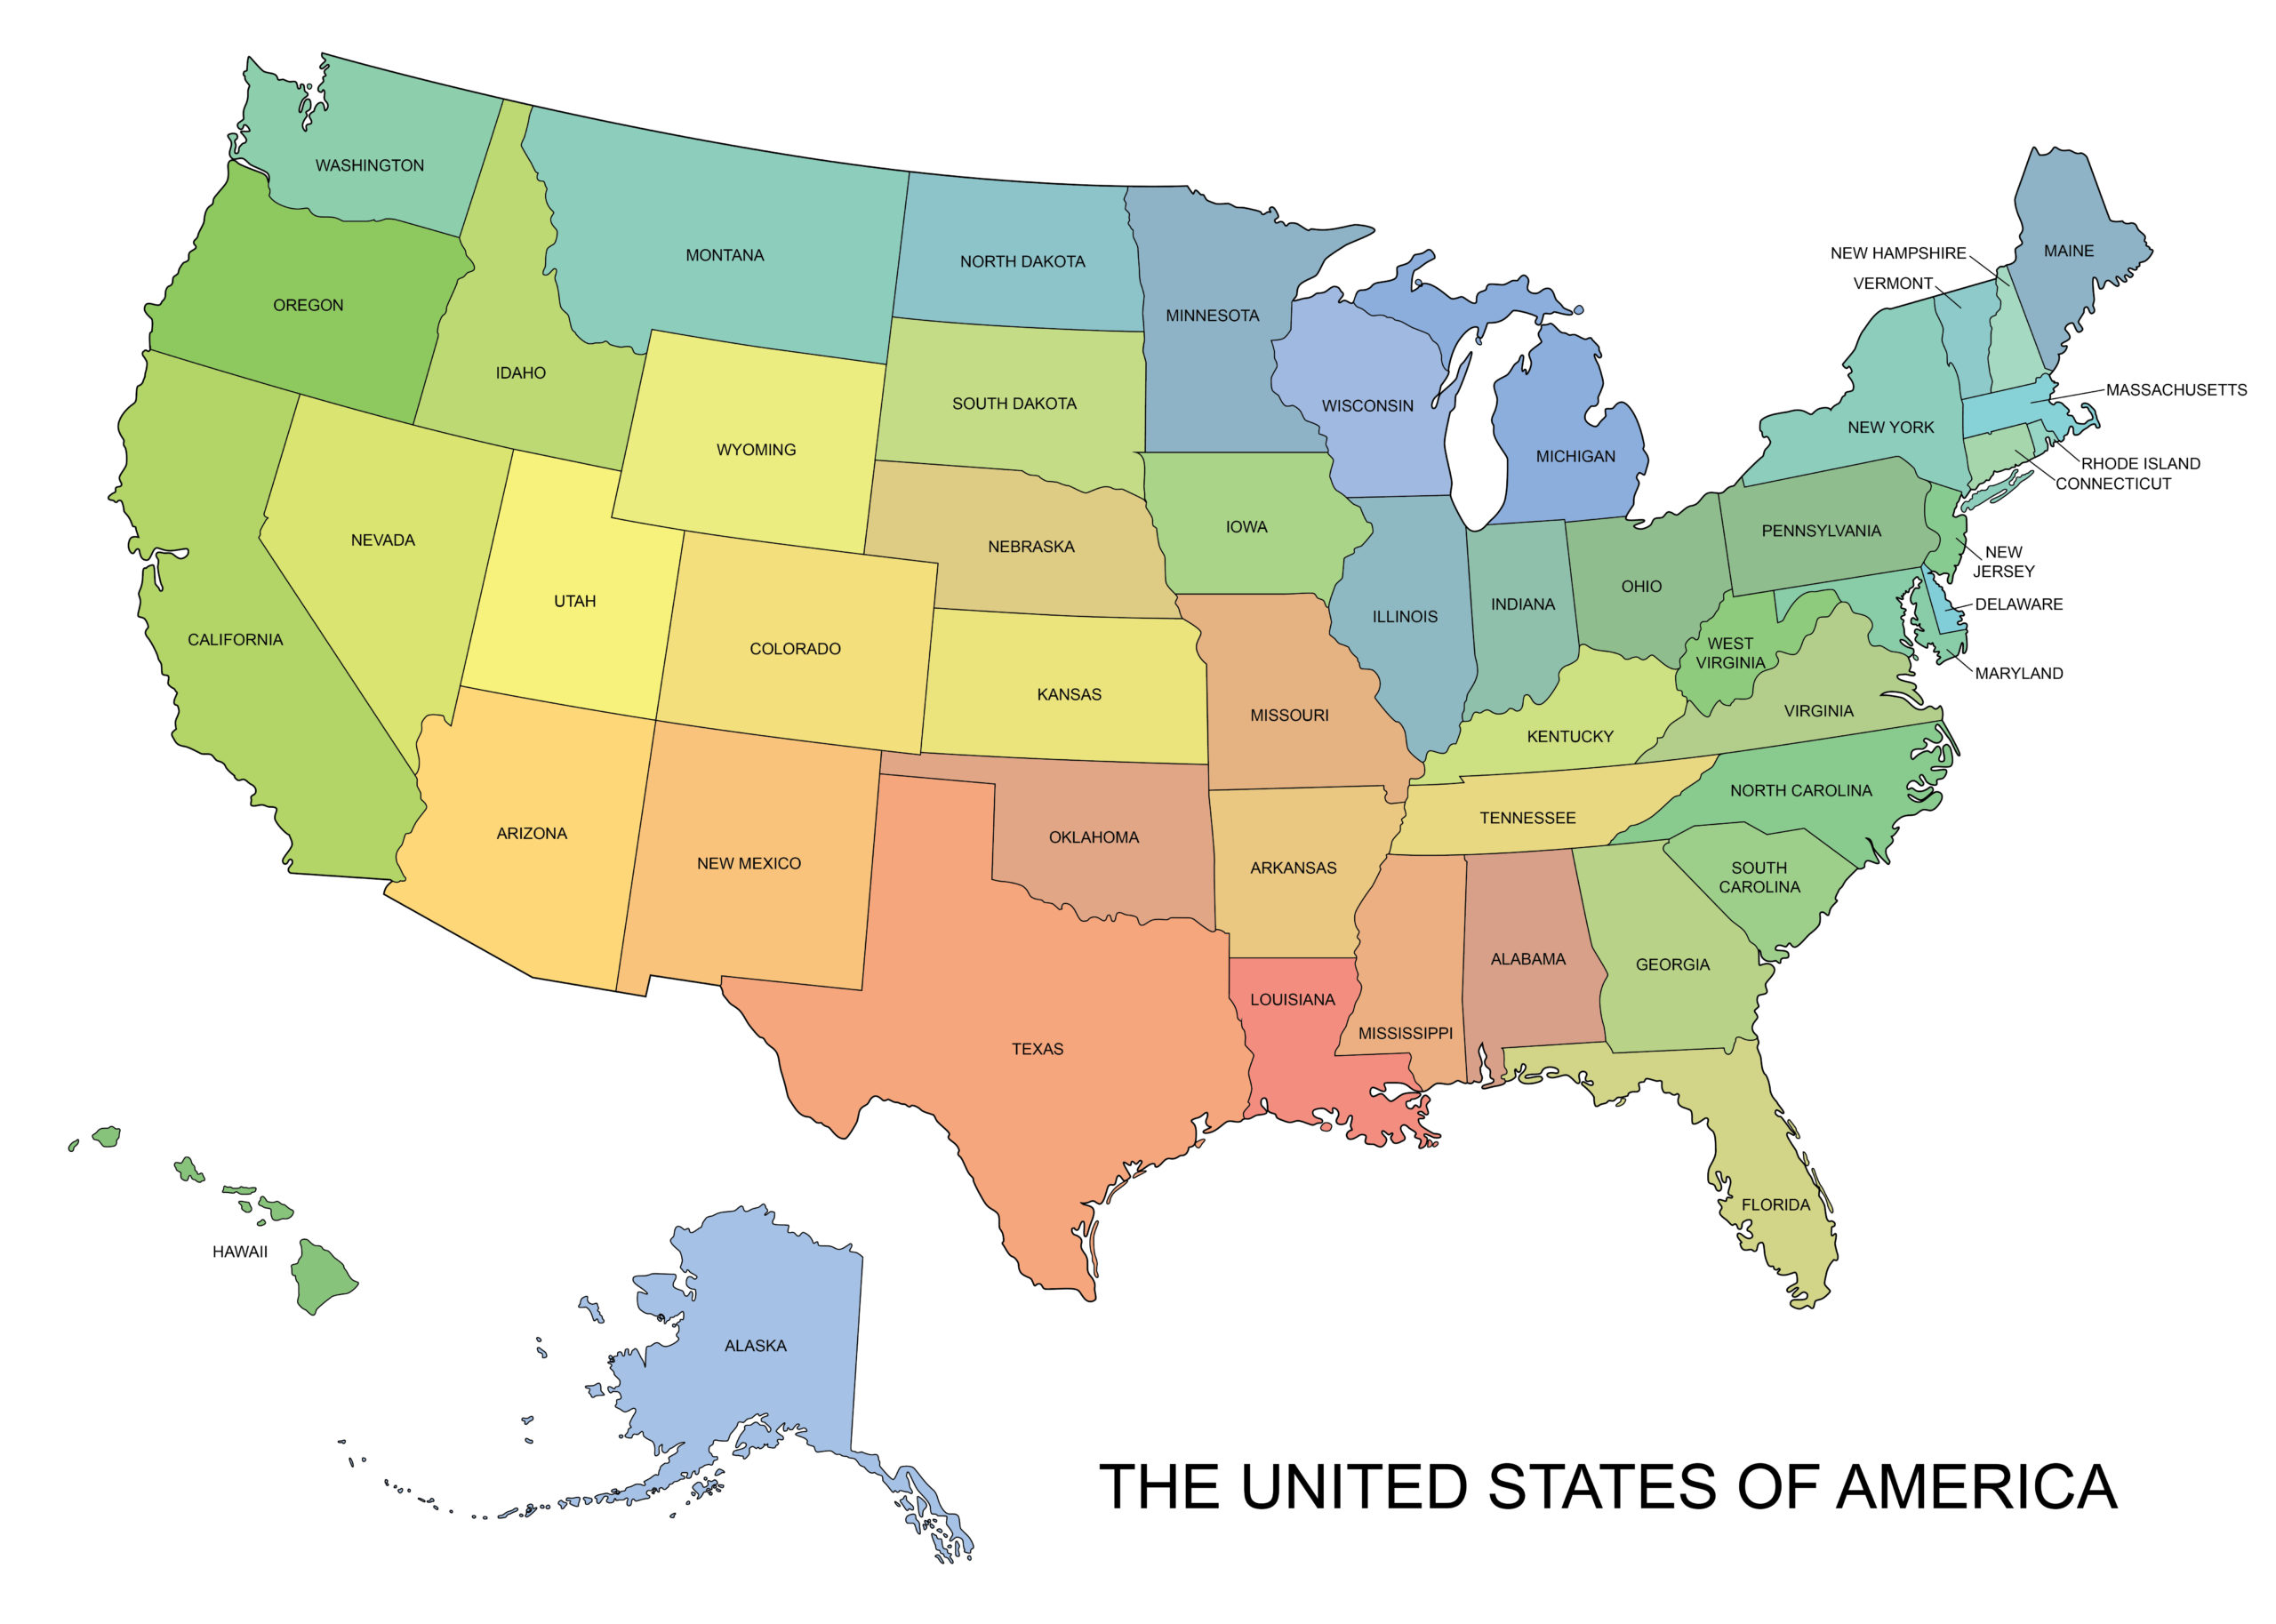 WASHINGTON
MONTANA
NORTH DAKOTA
MINNESOTA
OREGON
IDAHO
WYOMING
SOUTH DAKOTA
WISCONSIN
MICHIGAN
NEW HAMPSHIRE
VERMONT
MAINE
MASSACHUSETTS
NEW YORK
RHODE ISLAND
CONNECTICUT
NEVADA
UTAH
CALIFORNIA
COLORADO
NEBRASKA
KANSAS
IOWA
ILLINOIS
INDIANA
OHIO
PENNSYLVANIA
NEW
JERSEY
DELAWARE
MARYLAND
WEST
VIRGINIA
VIRGINIA
MISSOURI
KENTUCKY
ARIZONA
NEW MEXICO
OKLAHOMA
ARKANSAS
TENNESSEE
NORTH CAROLINA
SOUTH
CAROLINA
TEXAS
LOUISIANA
MISSISSIPPI
ALABAMA
GEORGIA
FLORIDA
HAWAII
ALASKA
THE UNITED STATES OF AMERICA